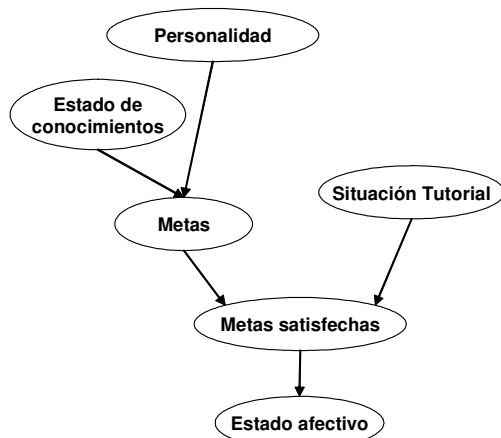 Personalidad
Estado de
conocimientos
Situación Tutorial
Metas
Metas satisfechas
Estado afectivo